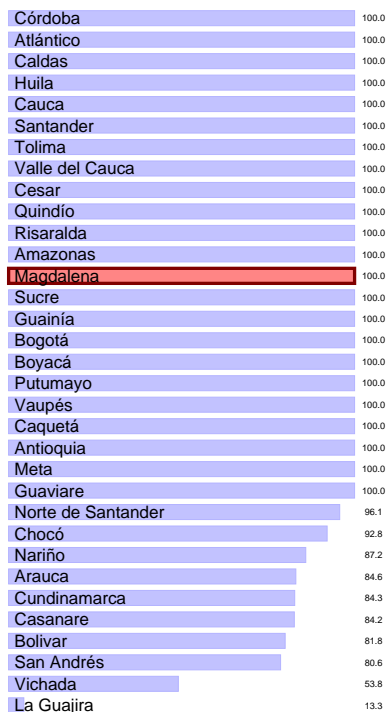 Córdoba 100.0
Atlántico 100.0
Caldas 100.0
Huila 100.0
Cauca 100.0
Santander 100.0
Tolima 100.0
Valle del Cauca 100.0
Cesar 100.0
Quindío 100.0
Risaralda 100.0
Amazonas 100.0
Magdalena 100.0
Sucre 100.0
Guainía 100.0
Bogotá 100.0
Boyacá 100.0
Putumayo 100.0
Vaupés 100.0
Caquetá 100.0
Antioquia 100.0
Meta 100.0
Guaviare 100.0
Norte de Santander 96.1
Chocó 92.8
Nariño 87.2
Arauca 84.6
Cundinamarca 84.3
Casanare 84.2
Bolivar 81.8
San Andrés 80.6
Vichada 53.8
La Guajira 13.3